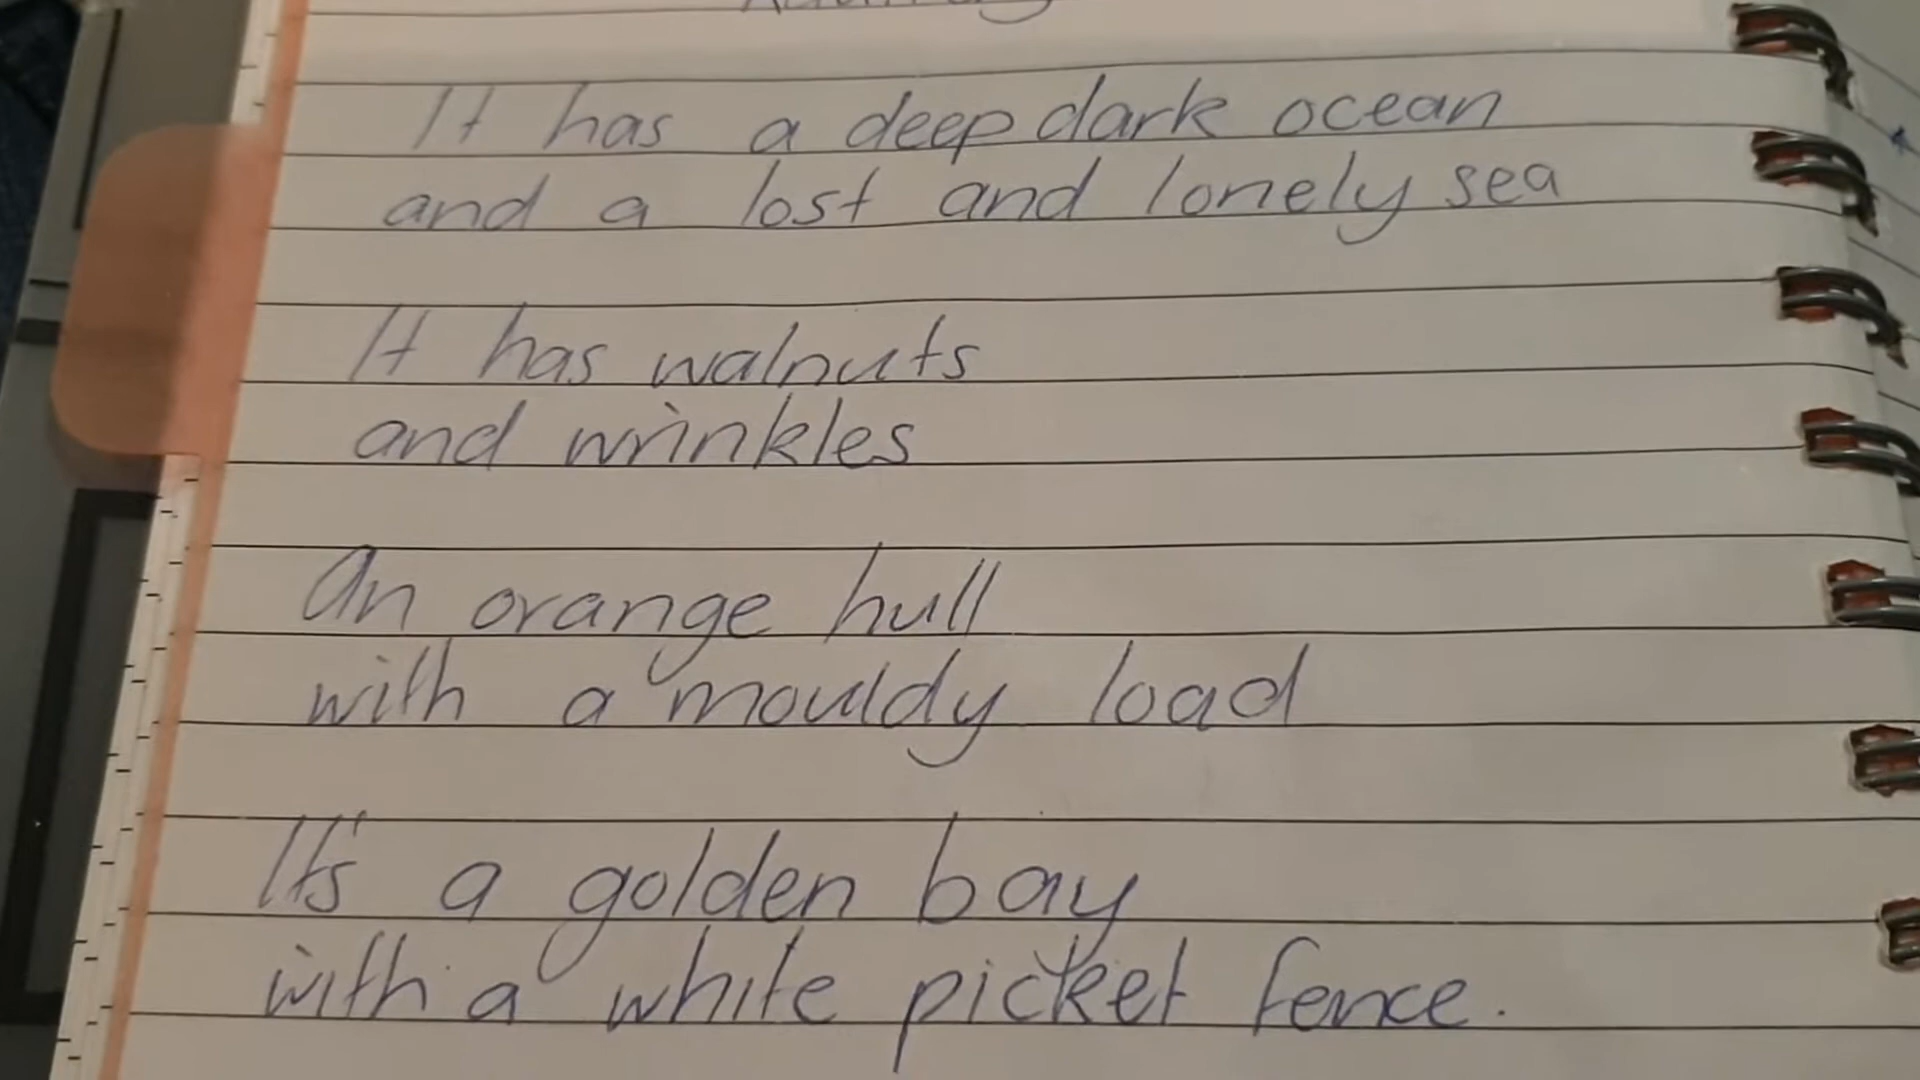 It has a deep dark ocean
and a lost and lonely sea
It has walnuts
and wrinkles
An orange hull
with a mouldy load
It's a golden bay
with a white picket fence.